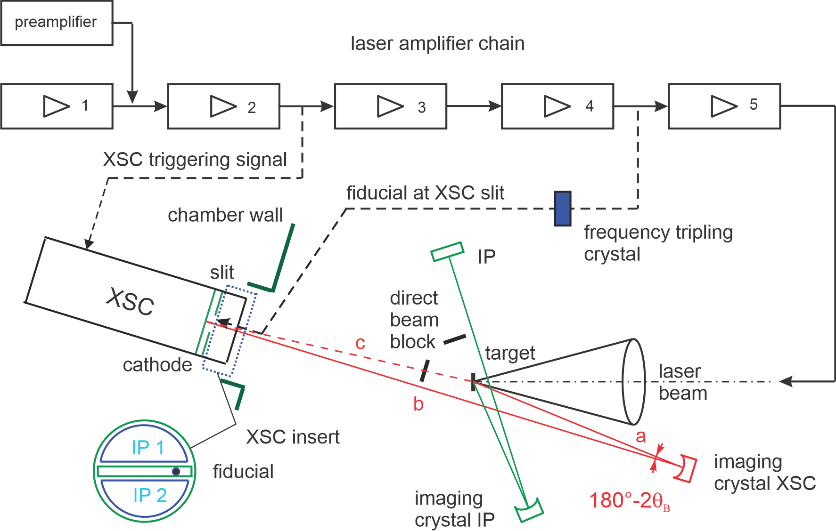 preamplifier
laser amplifier chain
1
2
3
4
5
XSC triggering signal
fiducial at XSC slit
chamber wall
frequency tripling
crystal
slit
IP
XSC
direct
beam
block
target
c
cathode
laser
beam
b
a
XSC insert
IP 1
fiducial
IP 2
imaging
crystal XSC
imaging
crystal IP
180°-2θB